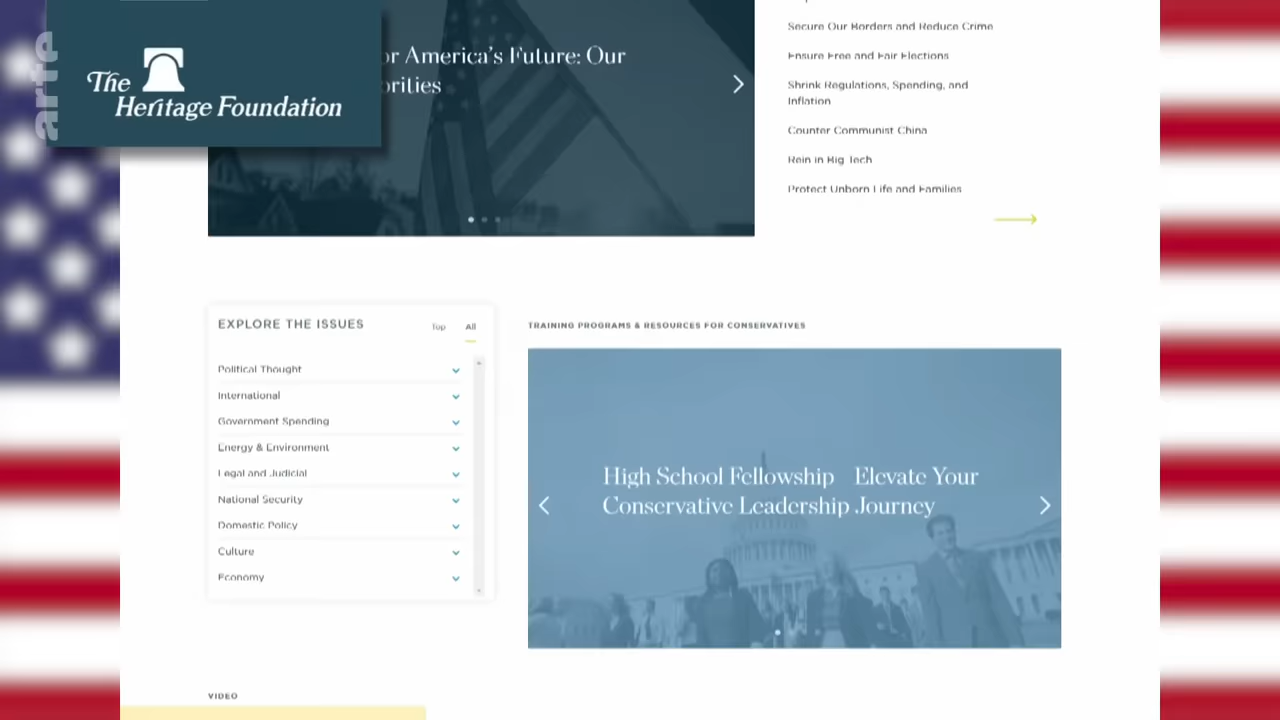 arte
The
Heritage Foundation
or America's Future: Our
orities
Secure Our Borders and Reduce Crime
Ensure Free and Fair Elections
Shrink Regulations, Spending, and
Inflation
Counter Communist China
Rein in Big Tech
Protect Unborn Life and Families
EXPLORE THE ISSUES
Top All
Political Thought
International
Government Spending
Energy & Environment
Legal and Judicial
National Security
Domestic Policy
Culture
Economy
TRAINING PROGRAMS & RESOURCES FOR CONSERVATIVES
High School Fellowship Elevate Your
Conservative Leadership Journey
VIDEO